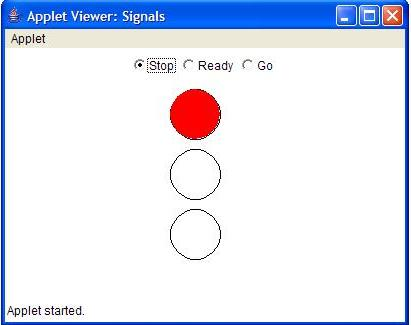 Applet Viewer: Signals
Applet
Stop Ready Go
Applet started.